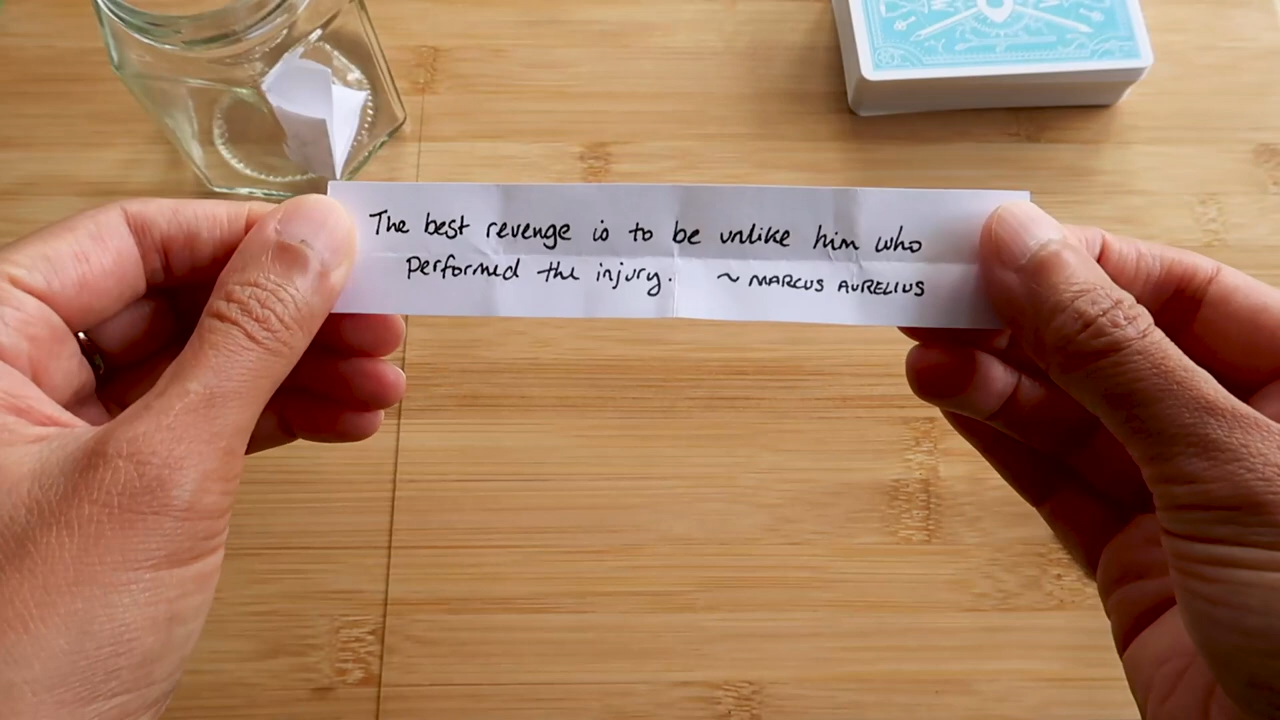 The best revenge is to be unlike him who
performed the injury. ~ MARCUS AURELIUS